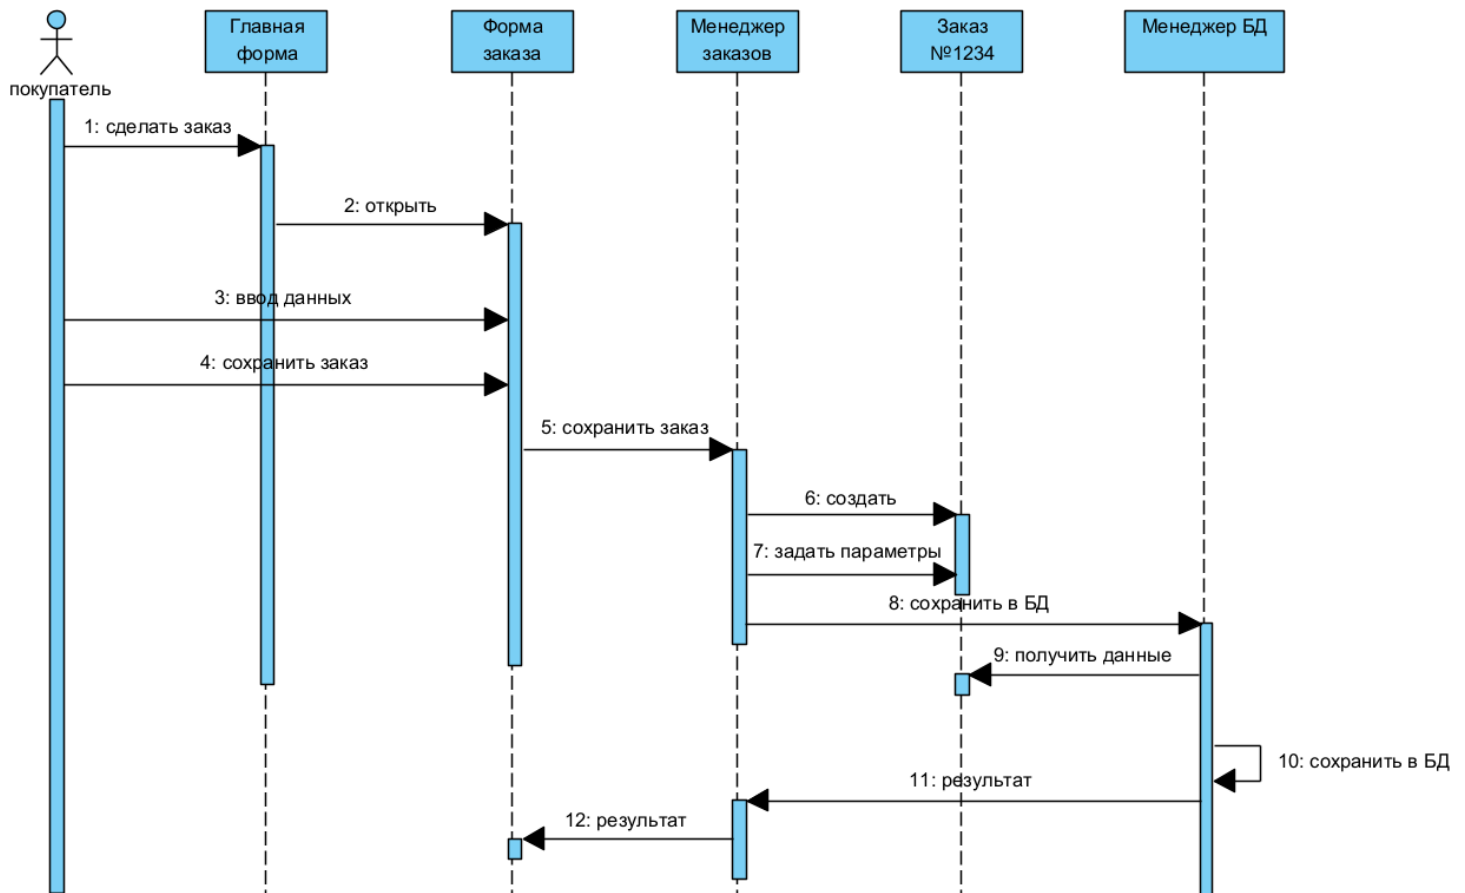 покупатель
Главная
форма
Форма
заказа
Менеджер
заказов
Заказ
№1234
Менеджер БД
1: сделать заказ
2: открыть
3: ввод данных
4: сохранить заказ
5: сохранить заказ
6: создать
7: задать параметры
8: сохранить в БД
9: получить данные
10: сохранить в БД
11: результат
12: результат